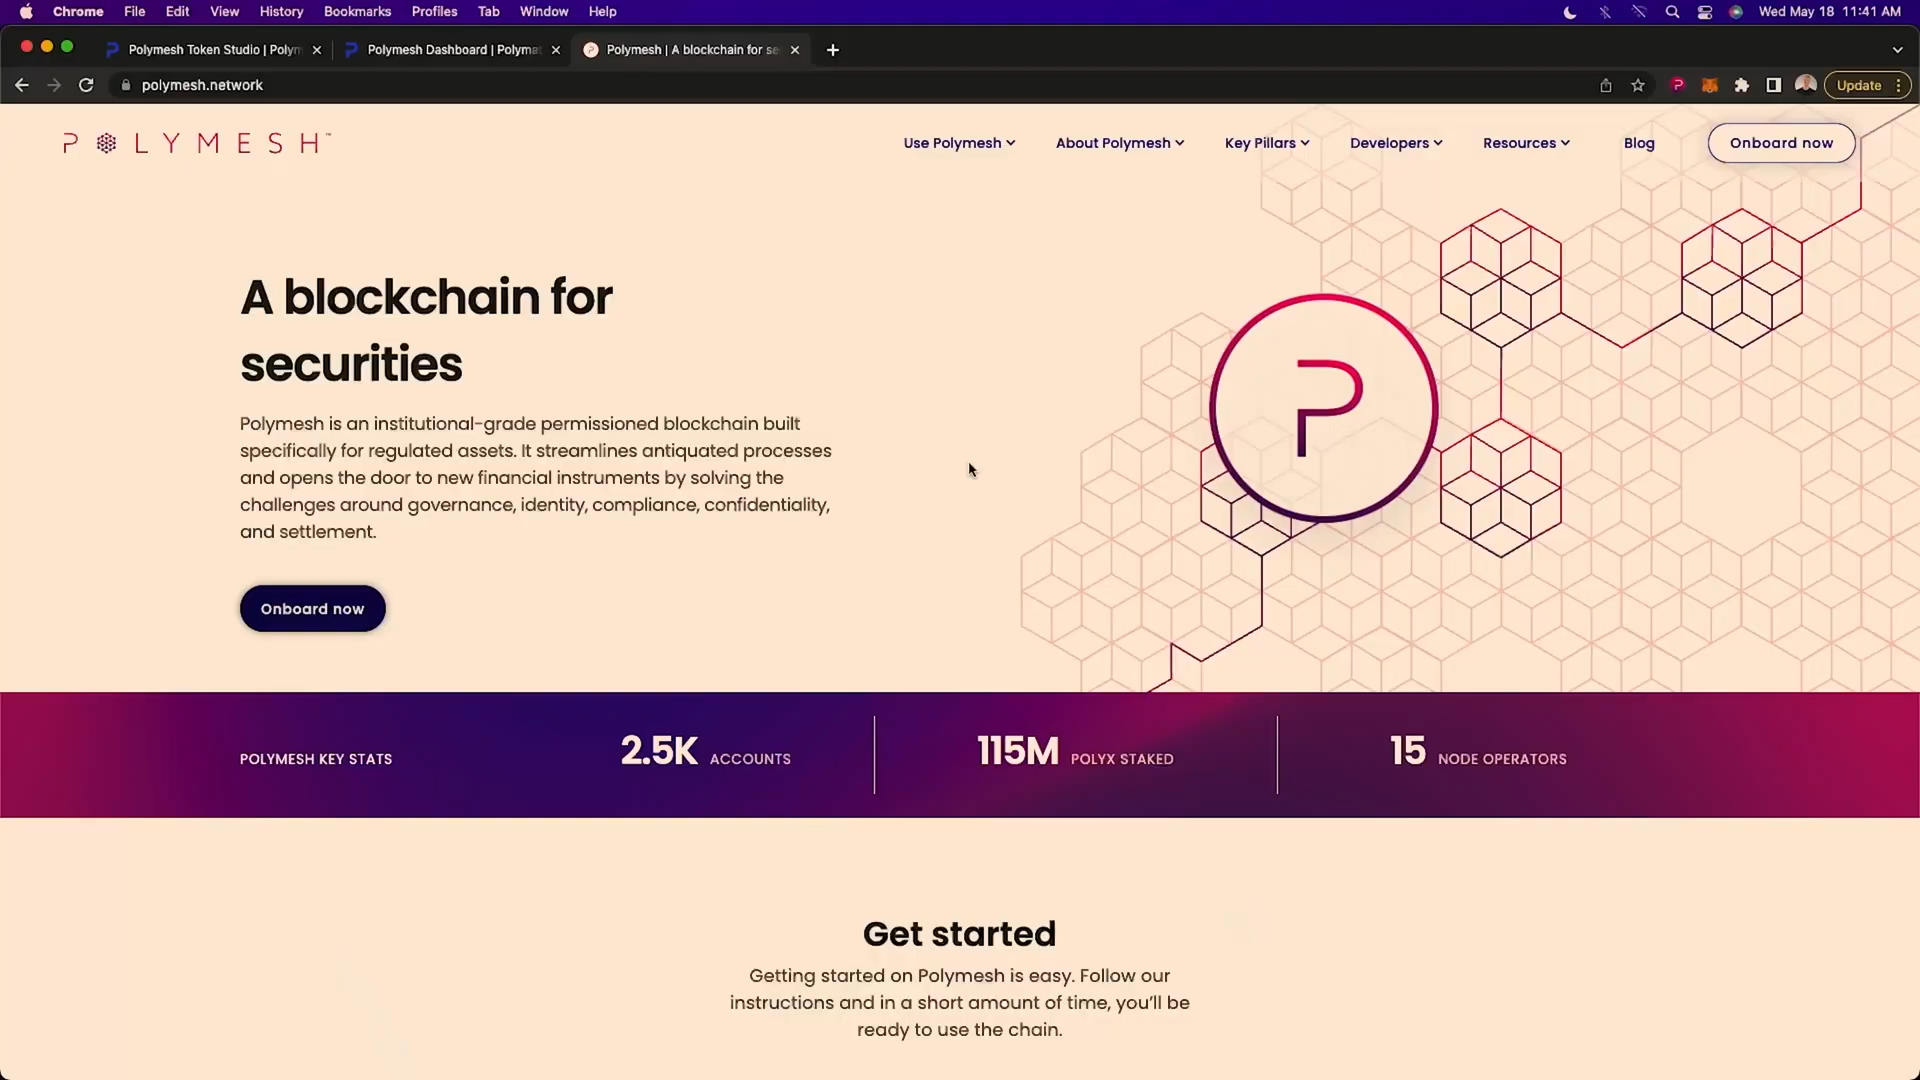 Chrome File Edit View History Bookmarks Profiles Tab Window Help Wed May 18 11:41 AM
Polymesh Token Studio | Polym Polymesh Dashboard | Polymat Polymesh | A blockchain for se
polymesh.network Update
POLYMESH™ Use Polymesh About Polymesh Key Pillars Developers Resources Blog Onboard now
A blockchain for
securities
P
Polymesh is an institutional-grade permissioned blockchain built
specifically for regulated assets. It streamlines antiquated processes
and opens the door to new financial instruments by solving the
challenges around governance, identity, compliance, confidentiality,
and settlement.
Onboard now
POLYMESH KEY STATS 2.5K ACCOUNTS 115M POLYX STAKED 15 NODE OPERATORS
Get started
Getting started on Polymesh is easy. Follow our
instructions and in a short amount of time, you’ll be
ready to use the chain.